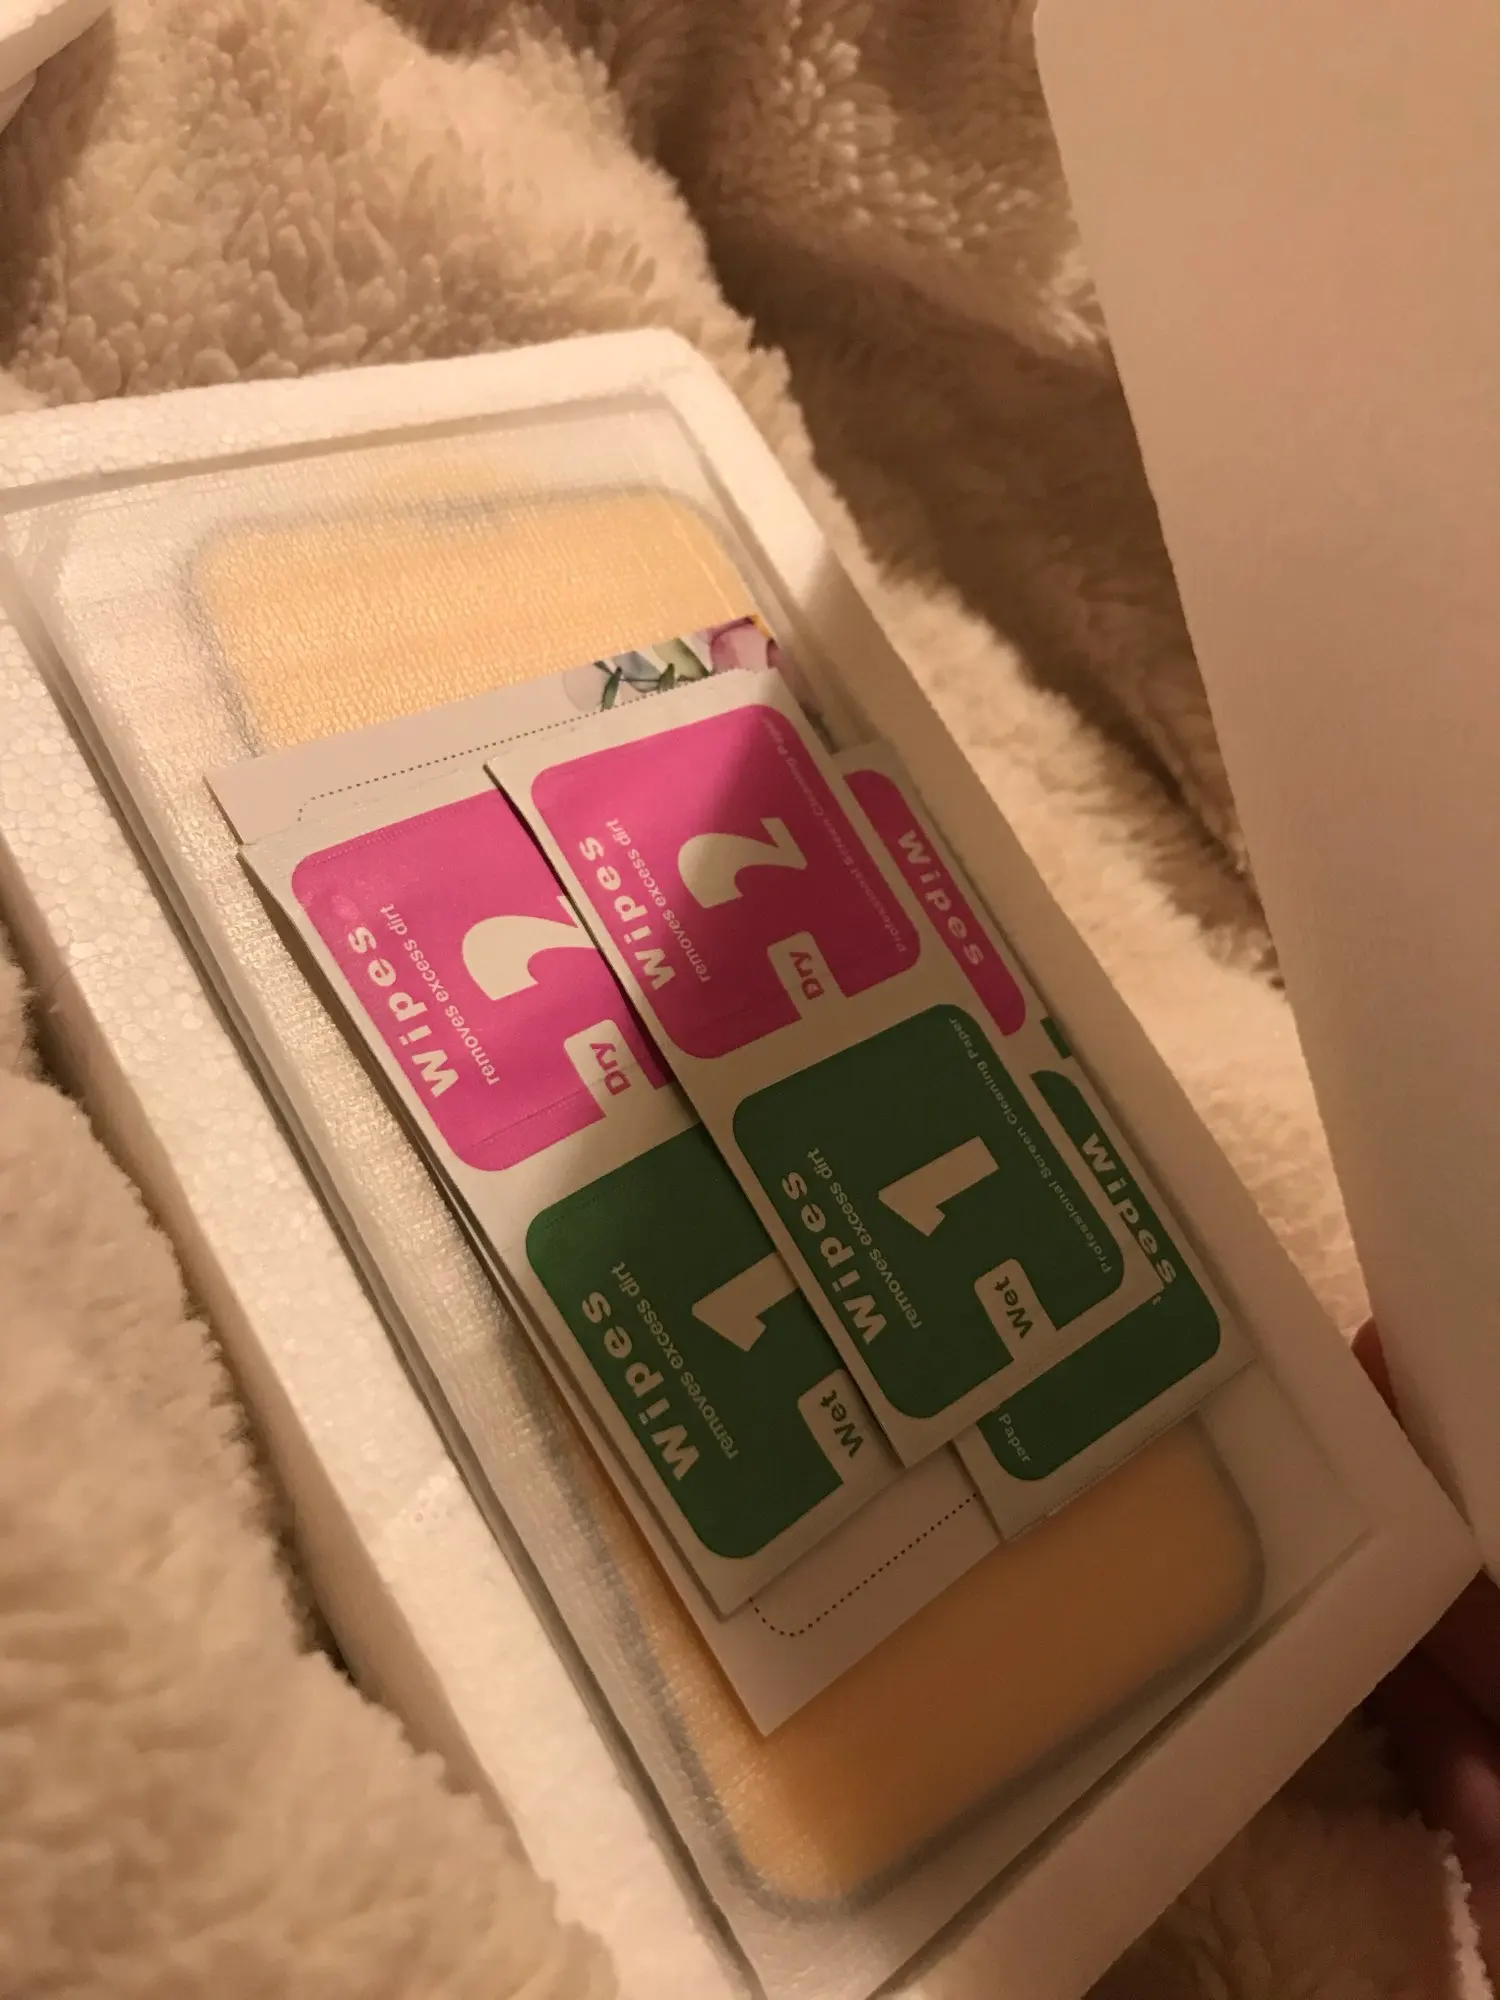 Wipes
removes excess dirt
2
Dry
Wipes
removes excess dirt
2
Professional Screen Cleaning Paper
Dry
Wipes
Wipes
removes excess dirt
1
Wet
Wipes
removes excess dirt
1
Professional Screen Cleaning Paper
Wet
Wipes
Paper